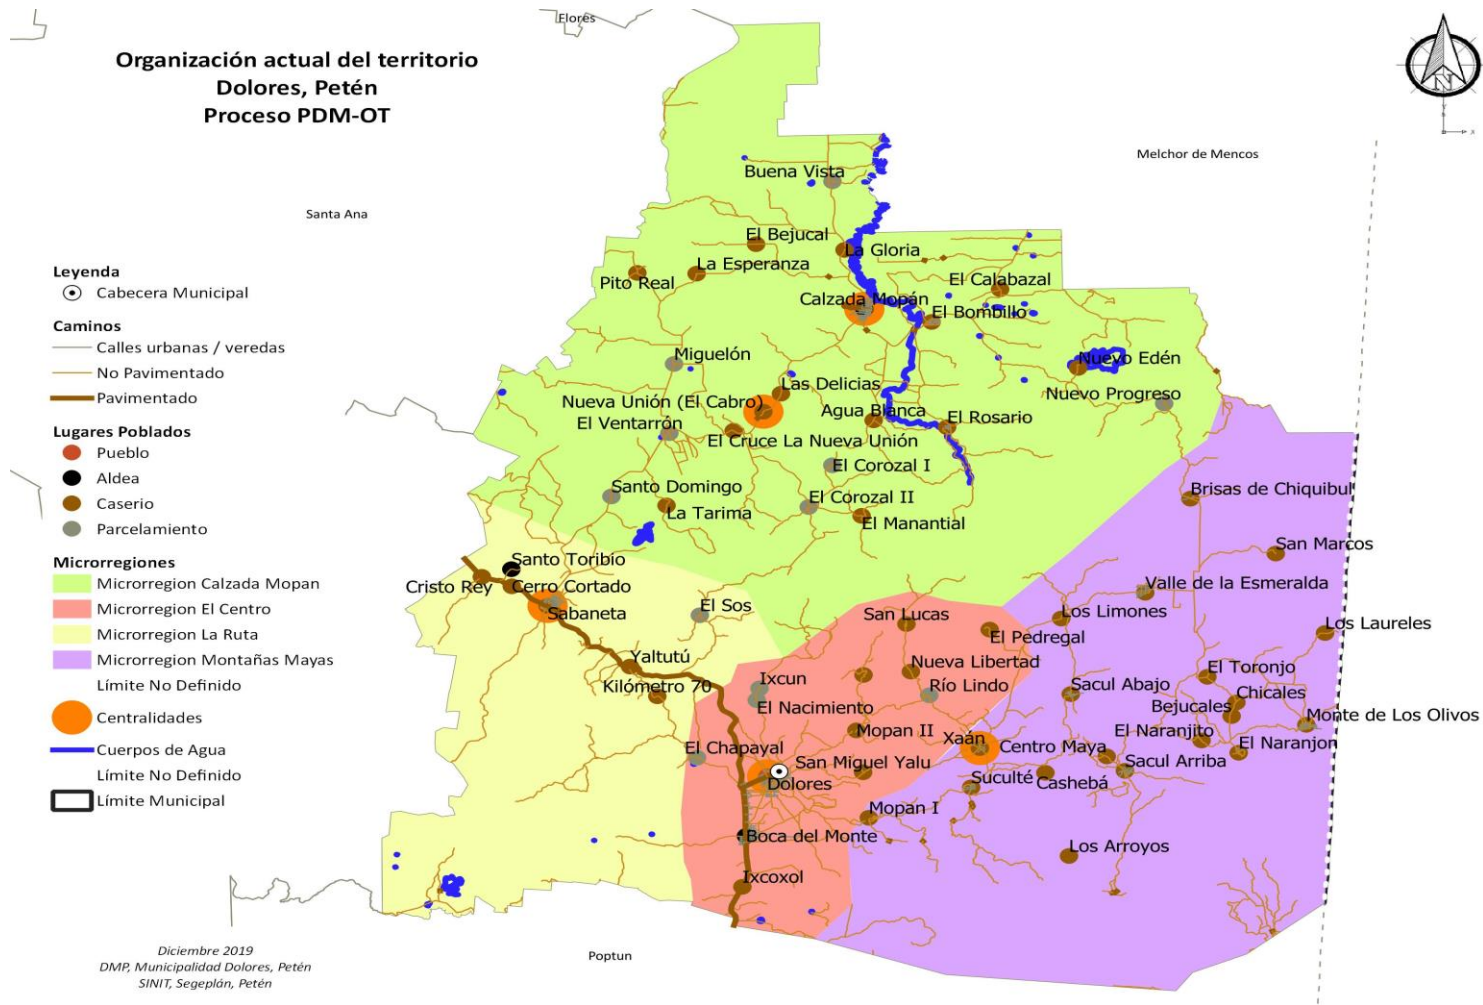 Flores
Organización actual del territorio
Dolores, Petén
Proceso PDM-OT
N
Melchor de Mencos
Santa Ana
Buena Vista
El Bejucal
La Gloria
La Esperanza
Pito Real
El Calabazal
Calzada Mopán
El Bombillo
Miguelón
Nuevo Edén
Las Delicias
Nuevo Progreso
Nueva Unión (El Cabro)
Agua Blanca
El Rosario
El Ventarrón
El Cruce La Nueva Unión
El Corozal I
Santo Domingo
El Corozal II
La Tarima
El Manantial
Brisas de Chiquibul
San Marcos
Santo Toribio
Cristo Rey
Cerro Cortado
Sabaneta
El Sos
Valle de la Esmeralda
San Lucas
Los Limones
El Pedregal
Los Laureles
Yaltutú
Nueva Libertad
Ixcun
Kilómetro 70
Río Lindo
Sacul Abajo
El Toronjo
Chicales
El Nacimiento
Bejucales
Monte de Los Olivos
Mopan II
Xaán
El Naranjito
El Chapayal
Centro Maya
El Naranjon
San Miguel Yalu
Sacul Arriba
Dolores
Suculté
Cashebá
Mopan I
Boca del Monte
Los Arroyos
Ixcoxol
Poptun
Leyenda
Cabecera Municipal
Caminos
Calles urbanas / veredas
No Pavimentado
Pavimentado
Lugares Poblados
Pueblo
Aldea
Caserio
Parcelamiento
Microrregiones
Microrregion Calzada Mopan
Microrregion El Centro
Microrregion La Ruta
Microrregion Montañas Mayas
Límite No Definido
Centralidades
Cuerpos de Agua
Límite No Definido
Límite Municipal
Diciembre 2019
DMP, Municipalidad Dolores, Petén
SINIT, Segeplán, Petén